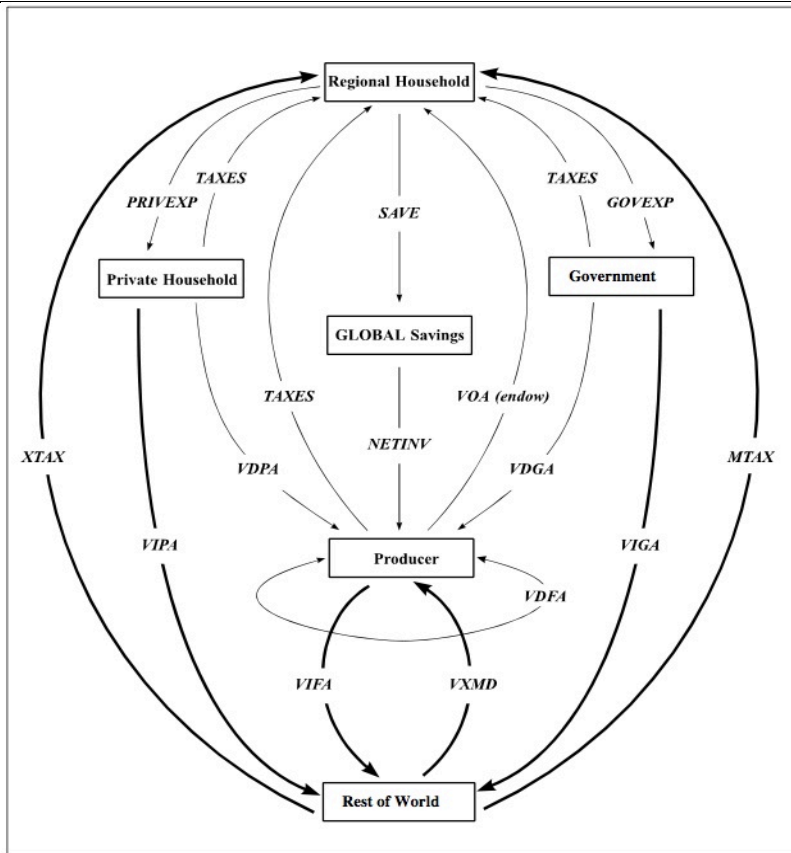 Regional Household
TAXES
TAXES
PRIVEXP
SAVE
GOVEXP
Private Household
Government
GLOBAL Savings
TAXES
VOA (endow)
NETINV
XTAX
VDPA
VDGA
MTAX
VIPA
VIGA
Producer
VDFA
VIFA
VXMD
Rest of World